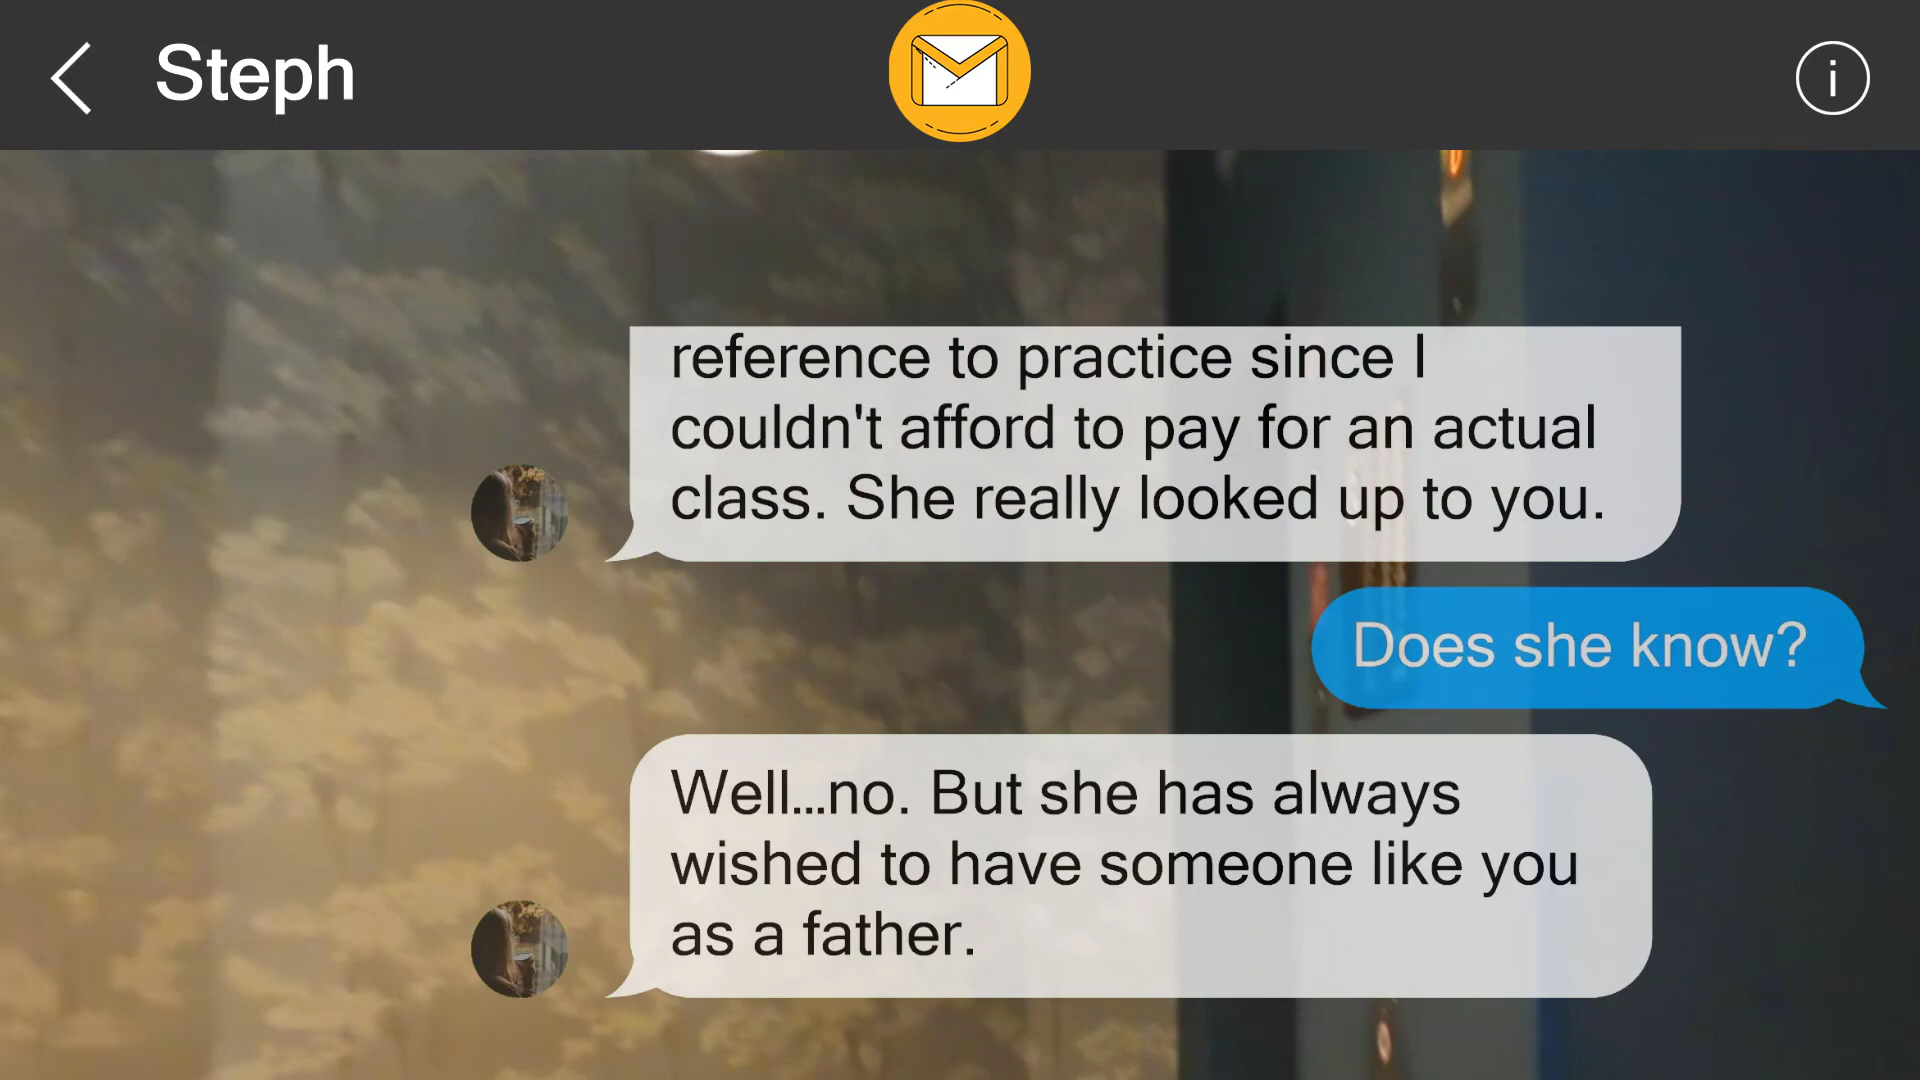 Steph
i
reference to practice since I
couldn't afford to pay for an actual
class. She really looked up to you.
Does she know?
Well...no. But she has always
wished to have someone like you
as a father.